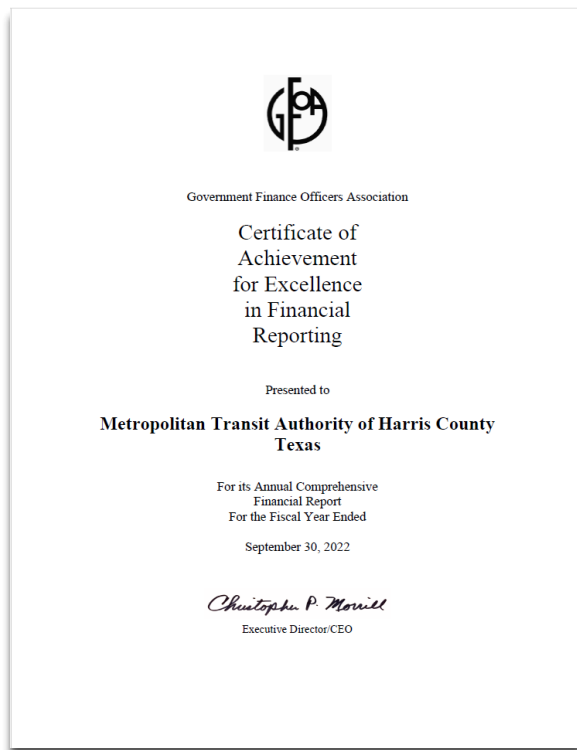 GFOA
Government Finance Officers Association
Certificate of
Achievement
for Excellence
in Financial
Reporting
Presented to
Metropolitan Transit Authority of Harris County
Texas
For its Annual Comprehensive
Financial Report
For the Fiscal Year Ended
September 30, 2022
Christopher P. Morrill
Executive Director/CEO